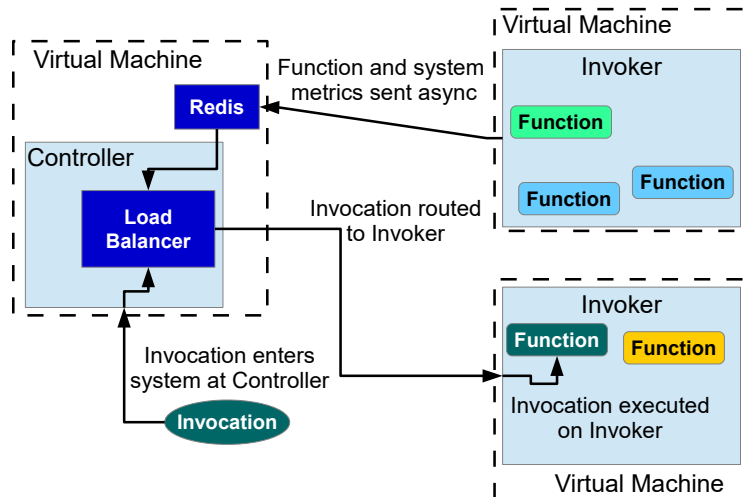 Virtual Machine
Redis
Controller
Load
Balancer
Function and system
metrics sent async
Virtual Machine
Invoker
Function
Function
Function
Invocation routed
to Invoker
Invocation enters
system at Controller
Invocation
Invoker
Function
Function
Invocation executed
on Invoker
Virtual Machine